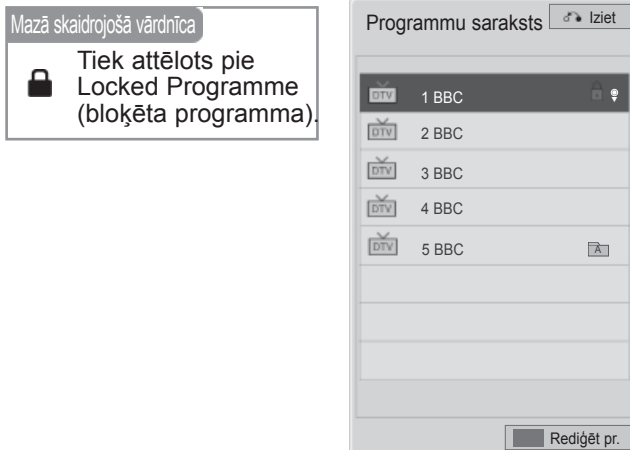 Mazā skaidrojošā vārdnīca
Tiek attēlots pie
Locked Programme
(bloķēta programma).
Programmu saraksts
Iziet
DTV 1 BBC
DTV 2 BBC
DTV 3 BBC
DTV 4 BBC
DTV 5 BBC A
Rediģēt pr.